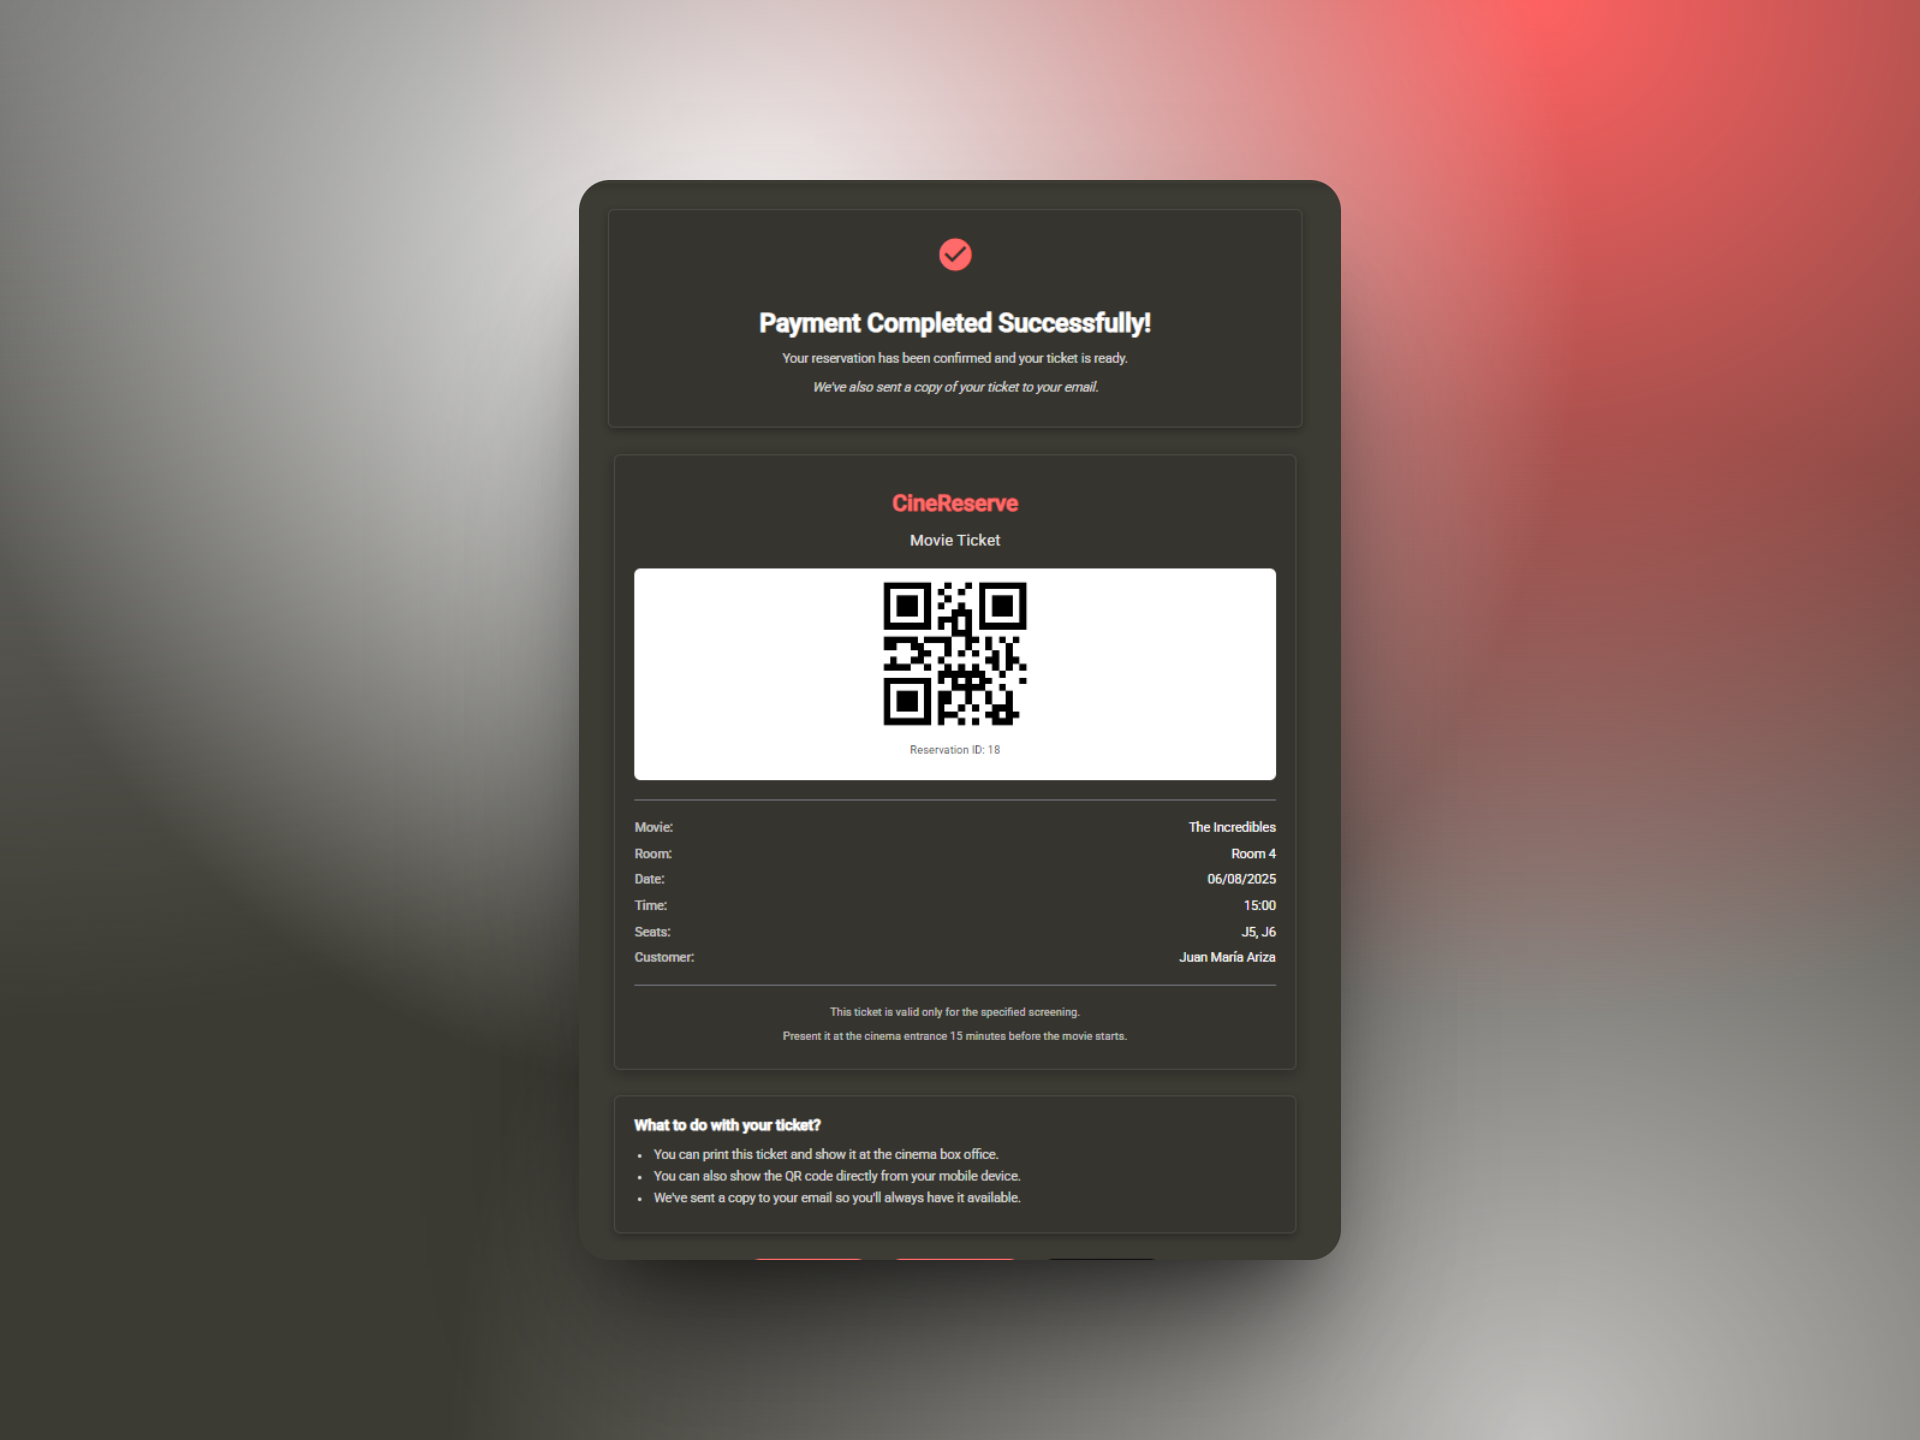 Payment Completed Successfully!
Your reservation has been confirmed and your ticket is ready.
We've also sent a copy of your ticket to your email.
CineReserve
Movie Ticket
Reservation ID: 18
Movie: The Incredibles
Room: Room 4
Date: 06/08/2025
Time: 15:00
Seats: J5, J6
Customer: Juan María Ariza
This ticket is valid only for the specified screening.
Present it at the cinema entrance 15 minutes before the movie starts.
What to do with your ticket?
• You can print this ticket and show it at the cinema box office.
• You can also show the QR code directly from your mobile device.
• We've sent a copy to your email so you'll always have it available.